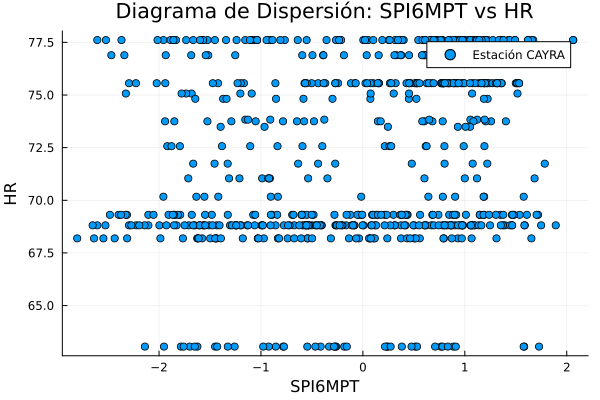 Diagrama de Dispersión: SPI6MPT vs HR
77.5
Estación CAYRA
75.0
72.5
HR
70.0
67.5
65.0
−2 −1 0 1 2
SPI6MPT